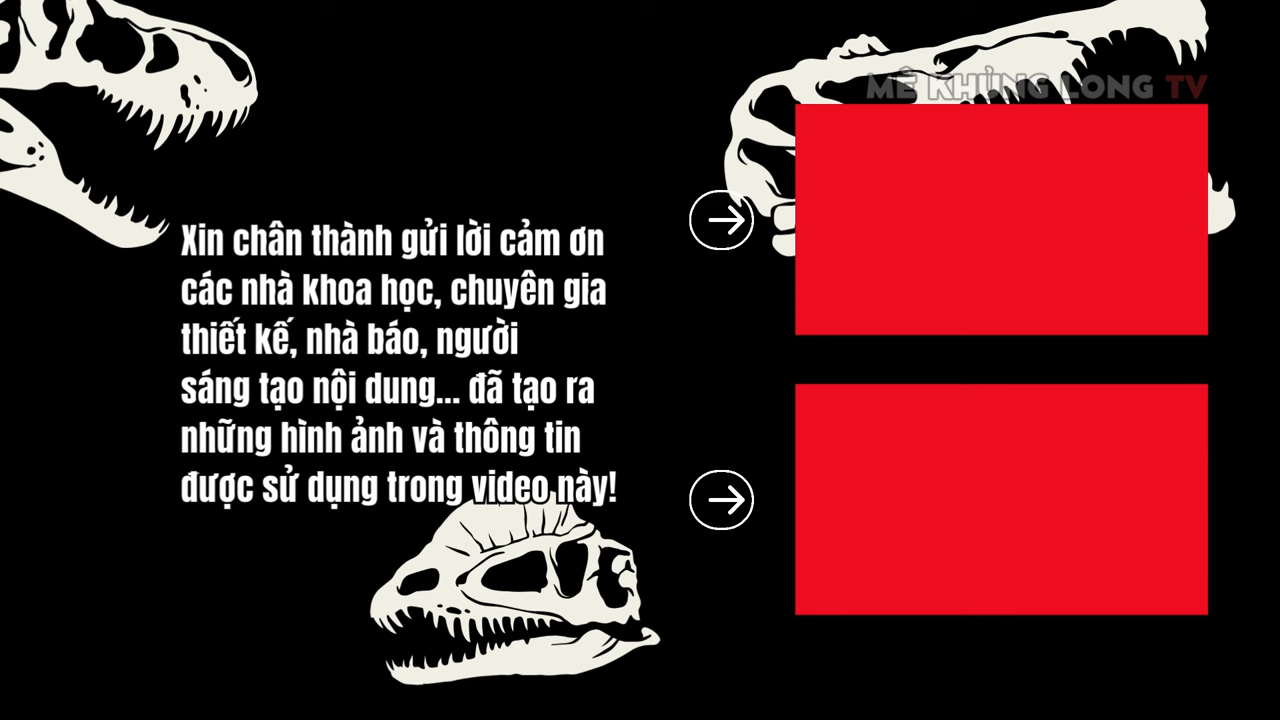 MÊ KHỦNG LONG TV
Xin chân thành gửi lời cảm ơn
các nhà khoa học, chuyên gia
thiết kế, nhà báo, người
sáng tạo nội dung... đã tạo ra
những hình ảnh và thông tin
được sử dụng trong video này!